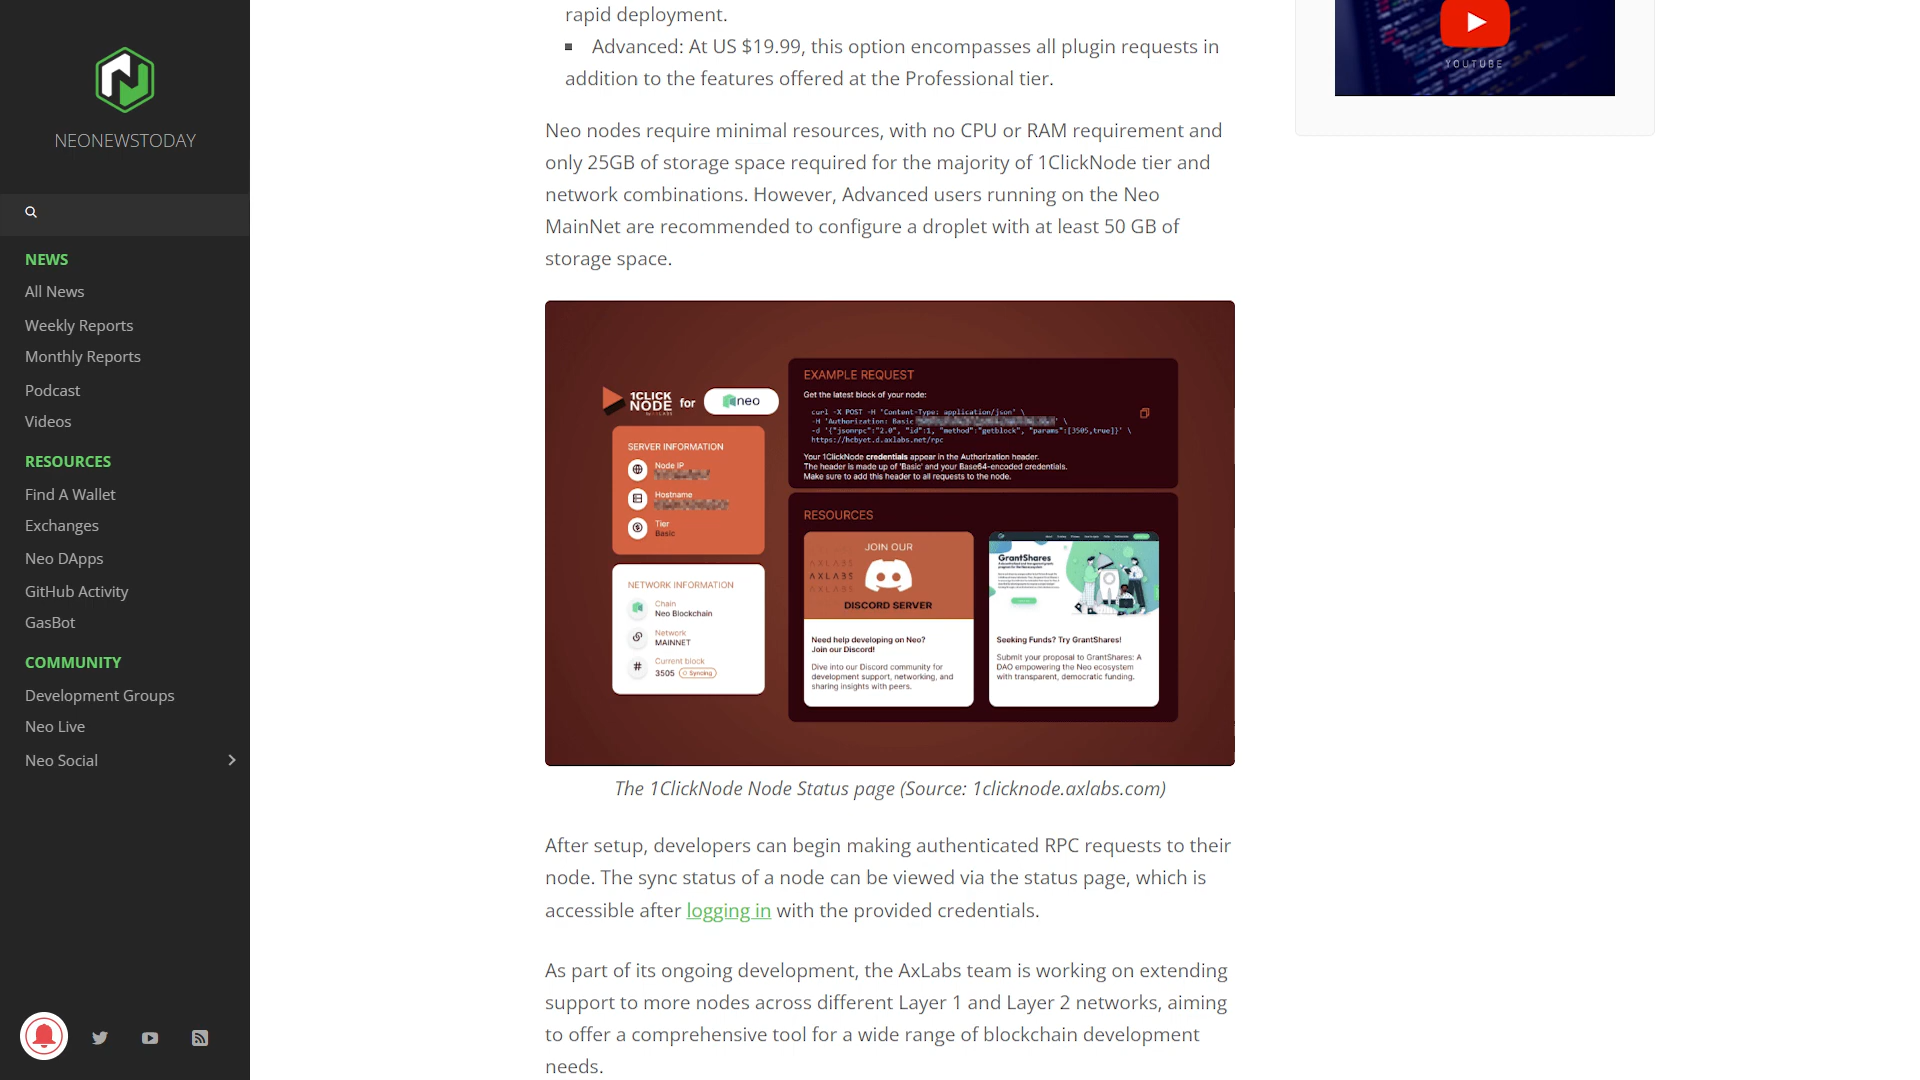 NEONEWSTODAY
NEWS
All News
Weekly Reports
Monthly Reports
Podcast
Videos
RESOURCES
Find A Wallet
Exchanges
Neo DApps
GitHub Activity
GasBot
COMMUNITY
Development Groups
Neo Live
Neo Social
rapid deployment.
Advanced: At US $19.99, this option encompasses all plugin requests in
addition to the features offered at the Professional tier.
Neo nodes require minimal resources, with no CPU or RAM requirement and
only 25GB of storage space required for the majority of 1ClickNode tier and
network combinations. However, Advanced users running on the Neo
MainNet are recommended to configure a droplet with at least 50 GB of
storage space.
1CLICK
NODE for neo
by AXLABS
SERVER INFORMATION
Node IP
Hostname
Tier
Basic
NETWORK INFORMATION
Chain
Neo Blockchain
Network
MAINNET
Current block
3505 Syncing
EXAMPLE REQUEST
Get the latest block of your node:
curl -X POST -H 'Content-Type: application/json' \
-H 'Authorization: Basic ' \
-d '{"jsonrpc":"2.0", "id":1, "method":"getblock", "params":[3505,true]}' \
https://hcbyet.d.axlabs.net/rpc
Your 1ClickNode credentials appear in the Authorization header.
The header is made up of 'Basic' and your Base64-encoded credentials.
Make sure to add this header to all requests to the node.
RESOURCES
JOIN OUR
AXLABS
AXLABS
AXLABS
DISCORD SERVER
Need help developing on Neo?
Join our Discord!
Dive into our Discord community for
development support, networking, and
sharing insights with peers.
GrantShares
Seeking Funds? Try GrantShares!
Submit your proposal to GrantShares: A
DAO empowering the Neo ecosystem
with transparent, democratic funding.
The 1ClickNode Node Status page (Source: 1clicknode.axlabs.com)
After setup, developers can begin making authenticated RPC requests to their
node. The sync status of a node can be viewed via the status page, which is
accessible after logging in with the provided credentials.
As part of its ongoing development, the AxLabs team is working on extending
support to more nodes across different Layer 1 and Layer 2 networks, aiming
to offer a comprehensive tool for a wide range of blockchain development
needs.
YOUTUBE